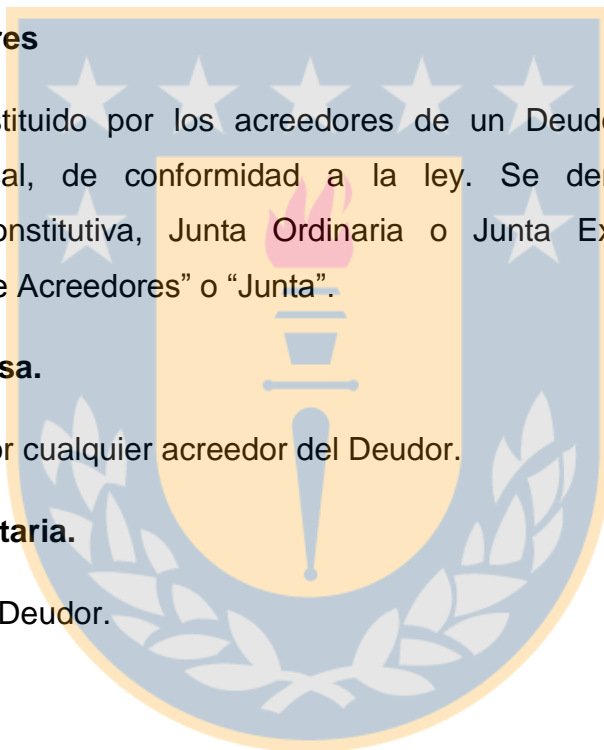 res
stituido por los acreedores de un Deudo
al, de conformidad a la ley. Se de
onstitutiva, Junta Ordinaria o Junta Ex
e Acreedores” o “Junta”.
sa.
or cualquier acreedor del Deudor.
taria.
Deudor.